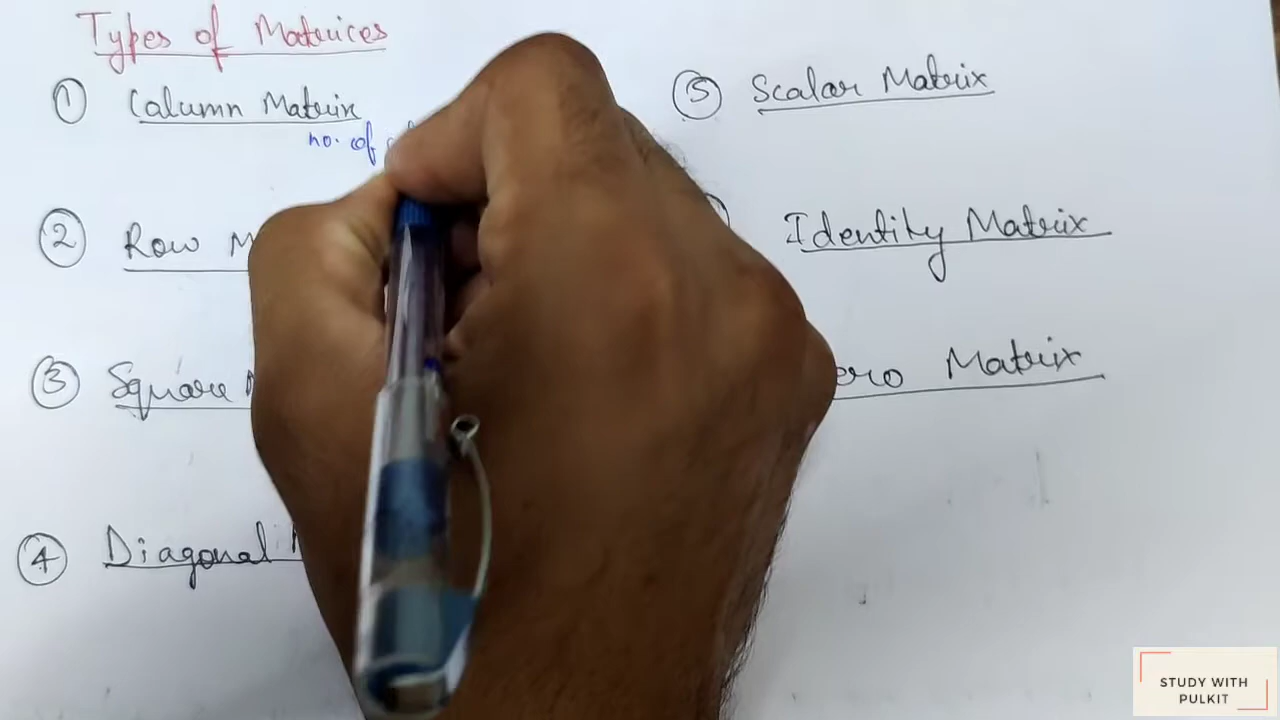 Types of Matrices
① Column Matrix
no. of
② Row
③ Square
④ Diagonal
⑤ Scalar Matrix
Identity Matrix
Matrix
STUDY WITH
PULKIT